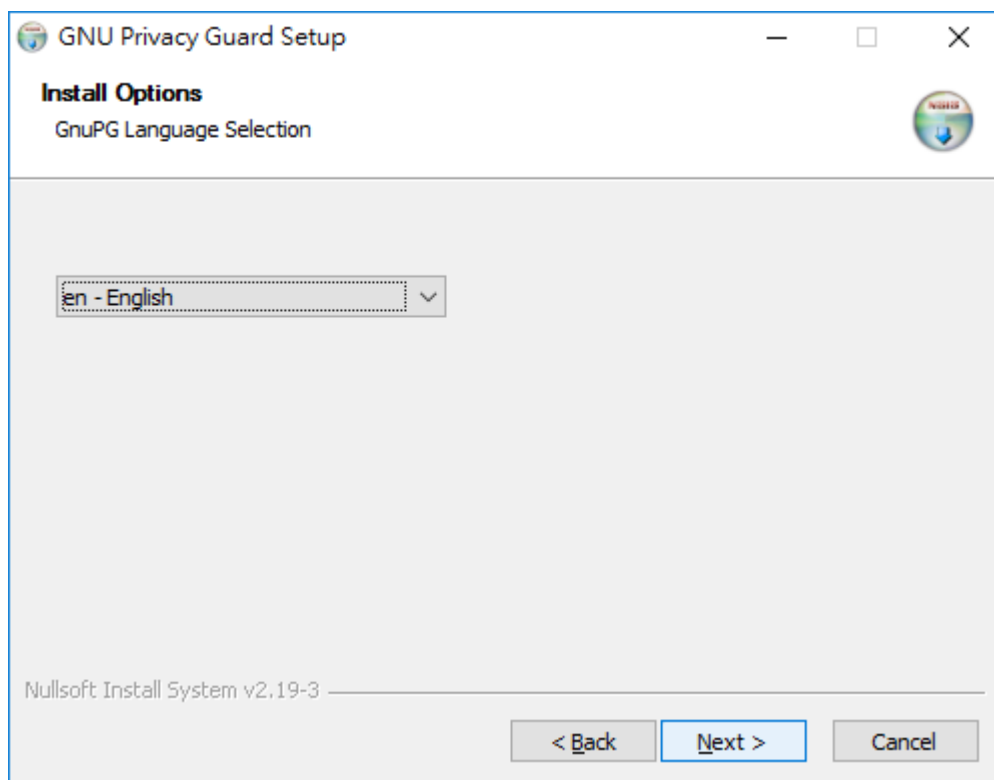 GNU Privacy Guard Setup
Install Options
GnuPG Language Selection
en - English
Nullsoft Install System v2.19-3
< Back
Next >
Cancel